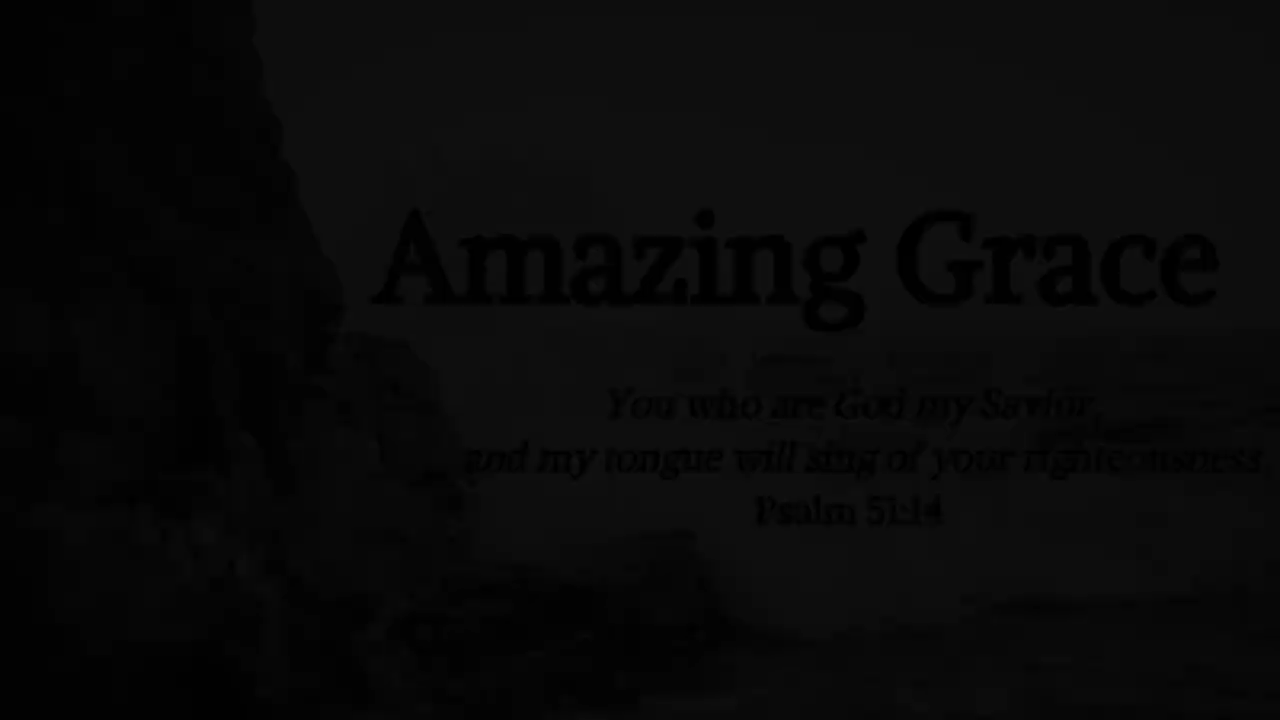 Amazing Grace
You who are God my Savior,
and my tongue will sing of your righteousness.
Psalm 51:14